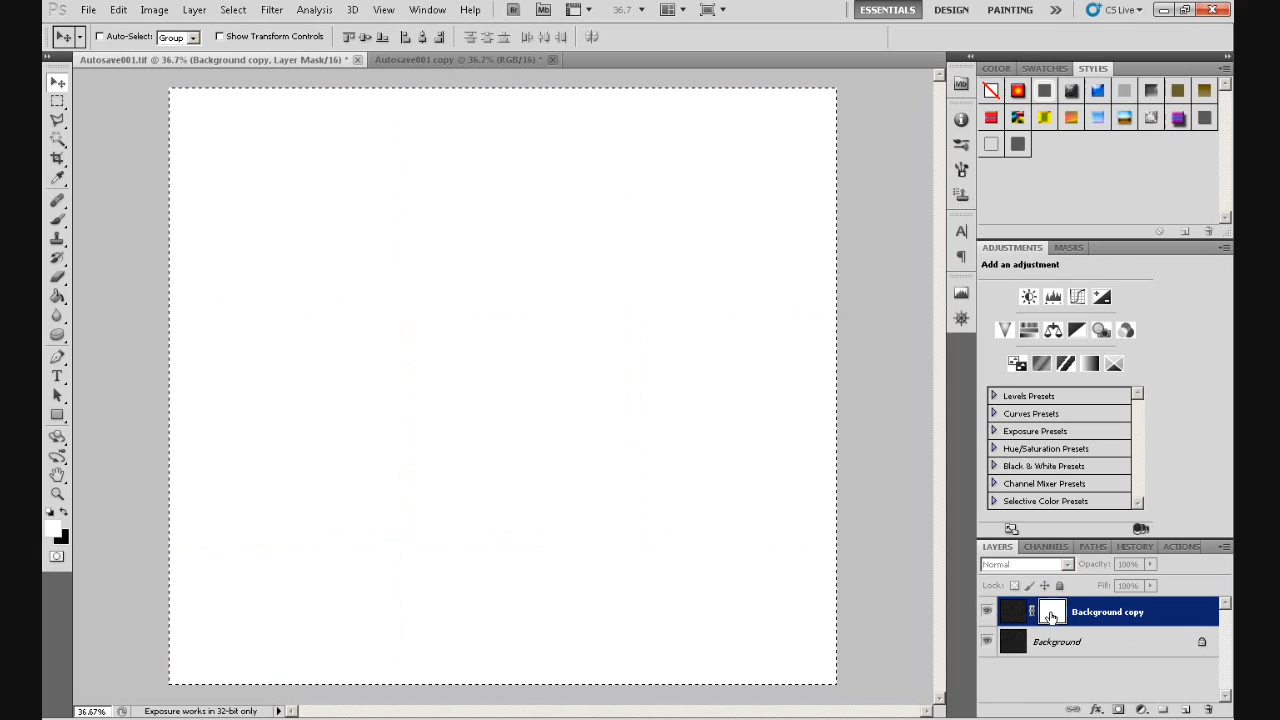 Ps File Edit Image Layer Select Filter Analysis 3D View Window Help Br Mb 36.7 ESSENTIALS DESIGN PAINTING CS Live
Auto-Select: Group Show Transform Controls
Autosave001.tif @ 36.7% (Background copy, Layer Mask/16) * Autosave001 copy @ 36.7% (RGB/16) *
COLOR SWATCHES STYLES
Mb
A
T
ADJUSTMENTS MASKS
Add an adjustment
Levels Presets
Curves Presets
Exposure Presets
Hue/Saturation Presets
Black & White Presets
Channel Mixer Presets
Selective Color Presets
LAYERS CHANNELS PATHS HISTORY ACTIONS
Normal Opacity: 100%
Lock: Fill: 100%
Background copy
Background
36.67% Exposure works in 32-bit only
fx